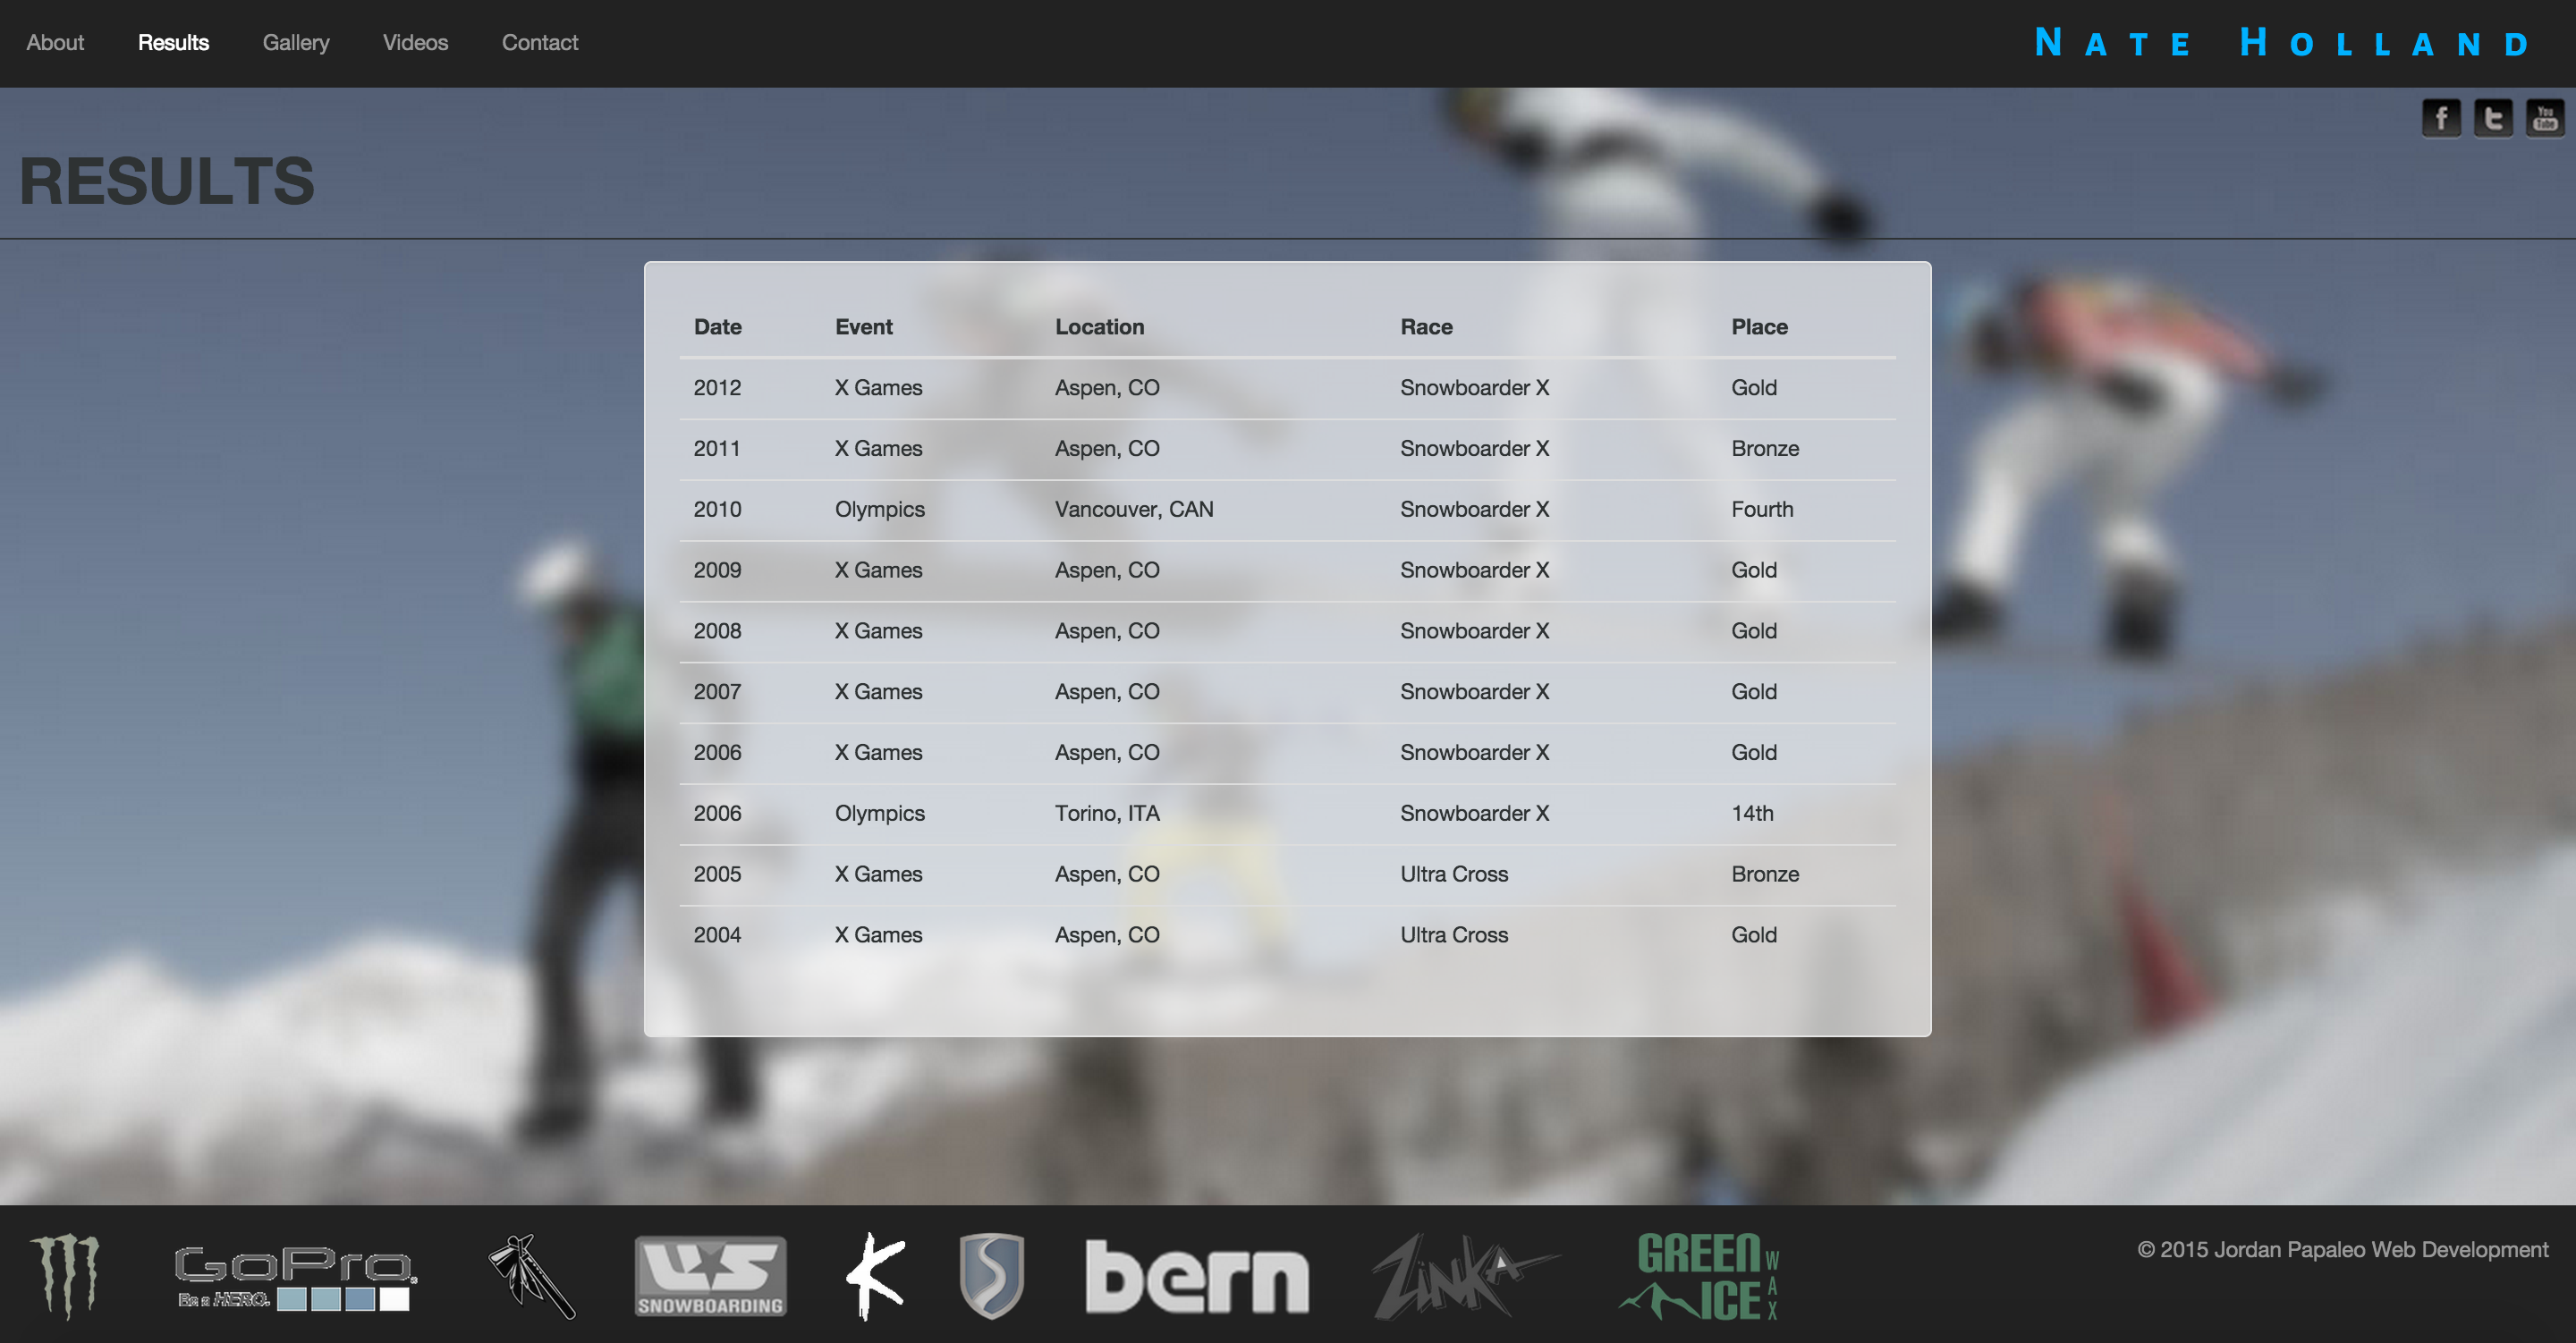 About Results Gallery Videos Contact NATE HOLLAND
f t You Tube
RESULTS
Date Event Location Race Place
2012 X Games Aspen, CO Snowboarder X Gold
2011 X Games Aspen, CO Snowboarder X Bronze
2010 Olympics Vancouver, CAN Snowboarder X Fourth
2009 X Games Aspen, CO Snowboarder X Gold
2008 X Games Aspen, CO Snowboarder X Gold
2007 X Games Aspen, CO Snowboarder X Gold
2006 X Games Aspen, CO Snowboarder X Gold
2006 Olympics Torino, ITA Snowboarder X 14th
2005 X Games Aspen, CO Ultra Cross Bronze
2004 X Games Aspen, CO Ultra Cross Gold
GoPro
Be a HERO.
US
SNOWBOARDING
K
bern
ZINKA
GREEN
ICE
WAX
© 2015 Jordan Papaleo Web Development